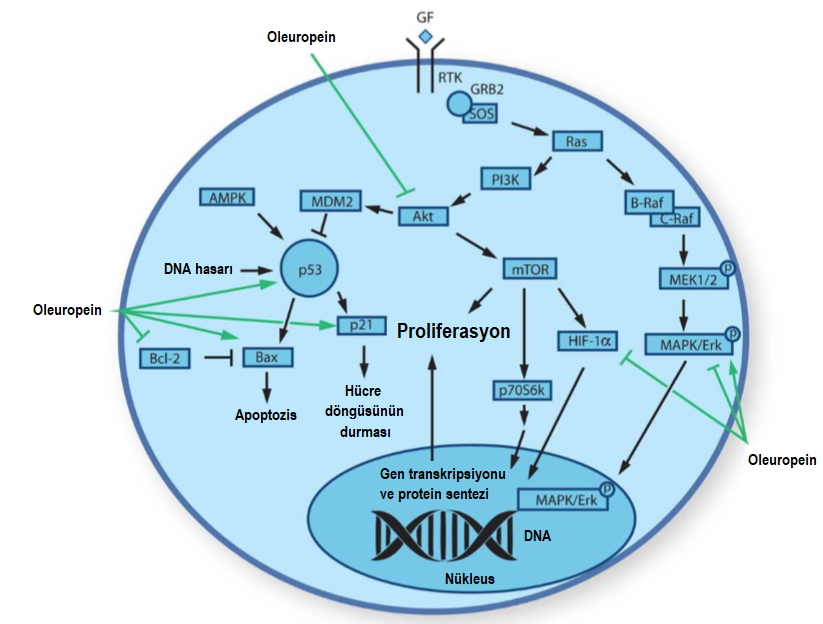 GF
Oleuropein
RTK
GRB2
SOS
Ras
PI3K
AMPK
MDM2
Akt
B-Raf
C-Raf
DNA hasarı
p53
mTOR
MEK1/2
P
Oleuropein
p21
Proliferasyon
HIF-1α
MAPK/Erk
P
Bcl-2
Bax
Apoptozis
Hücre
döngüsünün
durması
p70S6k
Oleuropein
Gen transkripsiyonu
ve protein sentezi
MAPK/Erk
P
DNA
Nükleus